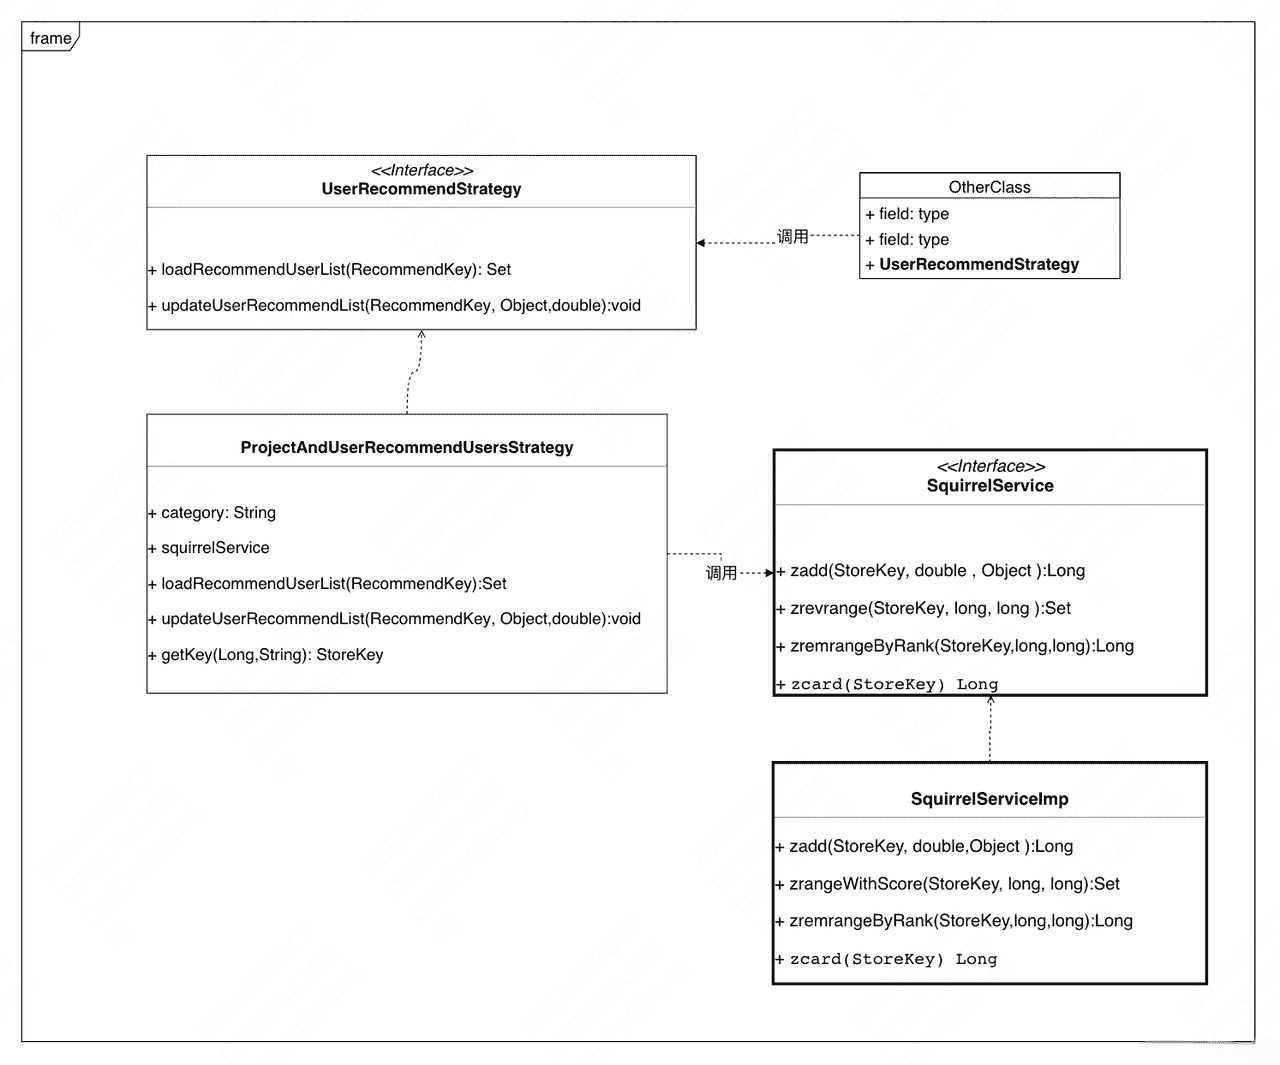 frame
<<Interface>>
UserRecommendStrategy
+ loadRecommendUserList(RecommendKey): Set
+ updateUserRecommendList(RecommendKey, Object,double):void
调用
OtherClass
+ field: type
+ field: type
+ UserRecommendStrategy
ProjectAndUserRecommendUsersStrategy
+ category: String
+ squirrelService
+ loadRecommendUserList(RecommendKey):Set
+ updateUserRecommendList(RecommendKey, Object,double):void
+ getKey(Long,String): StoreKey
调用
<<Interface>>
SquirrelService
+ zadd(StoreKey, double , Object ):Long
+ zrevrange(StoreKey, long, long ):Set
+ zremrangeByRank(StoreKey,long,long):Long
+ zcard(StoreKey) Long
SquirrelServiceImp
+ zadd(StoreKey, double,Object ):Long
+ zrangeWithScore(StoreKey, long, long):Set
+ zremrangeByRank(StoreKey,long,long):Long
+ zcard(StoreKey) Long